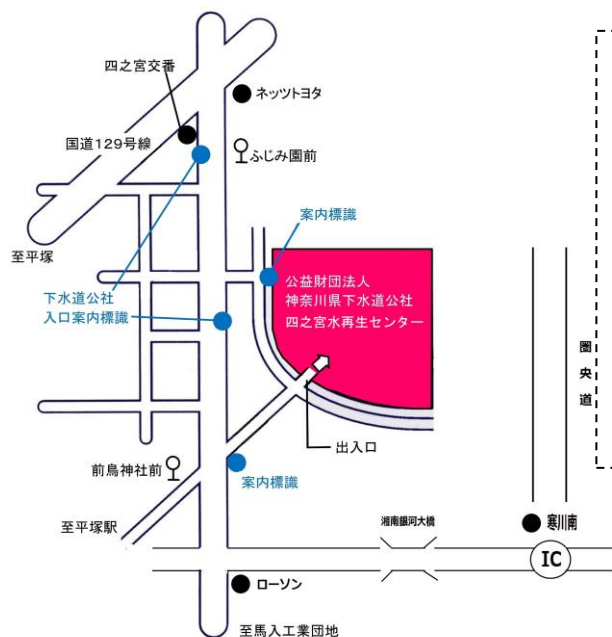 四之宮交番
ネッツトヨタ
国道129号線
ふじみ園前
案内標識
至平塚
公益財団法人
神奈川県下水道公社
四之宮水再生センター
下水道公社
入口案内標識
圏央道
出入口
前鳥神社前
案内標識
至平塚駅
湘南銀河大橋
寒川南
IC
ローソン
至馬入工業団地